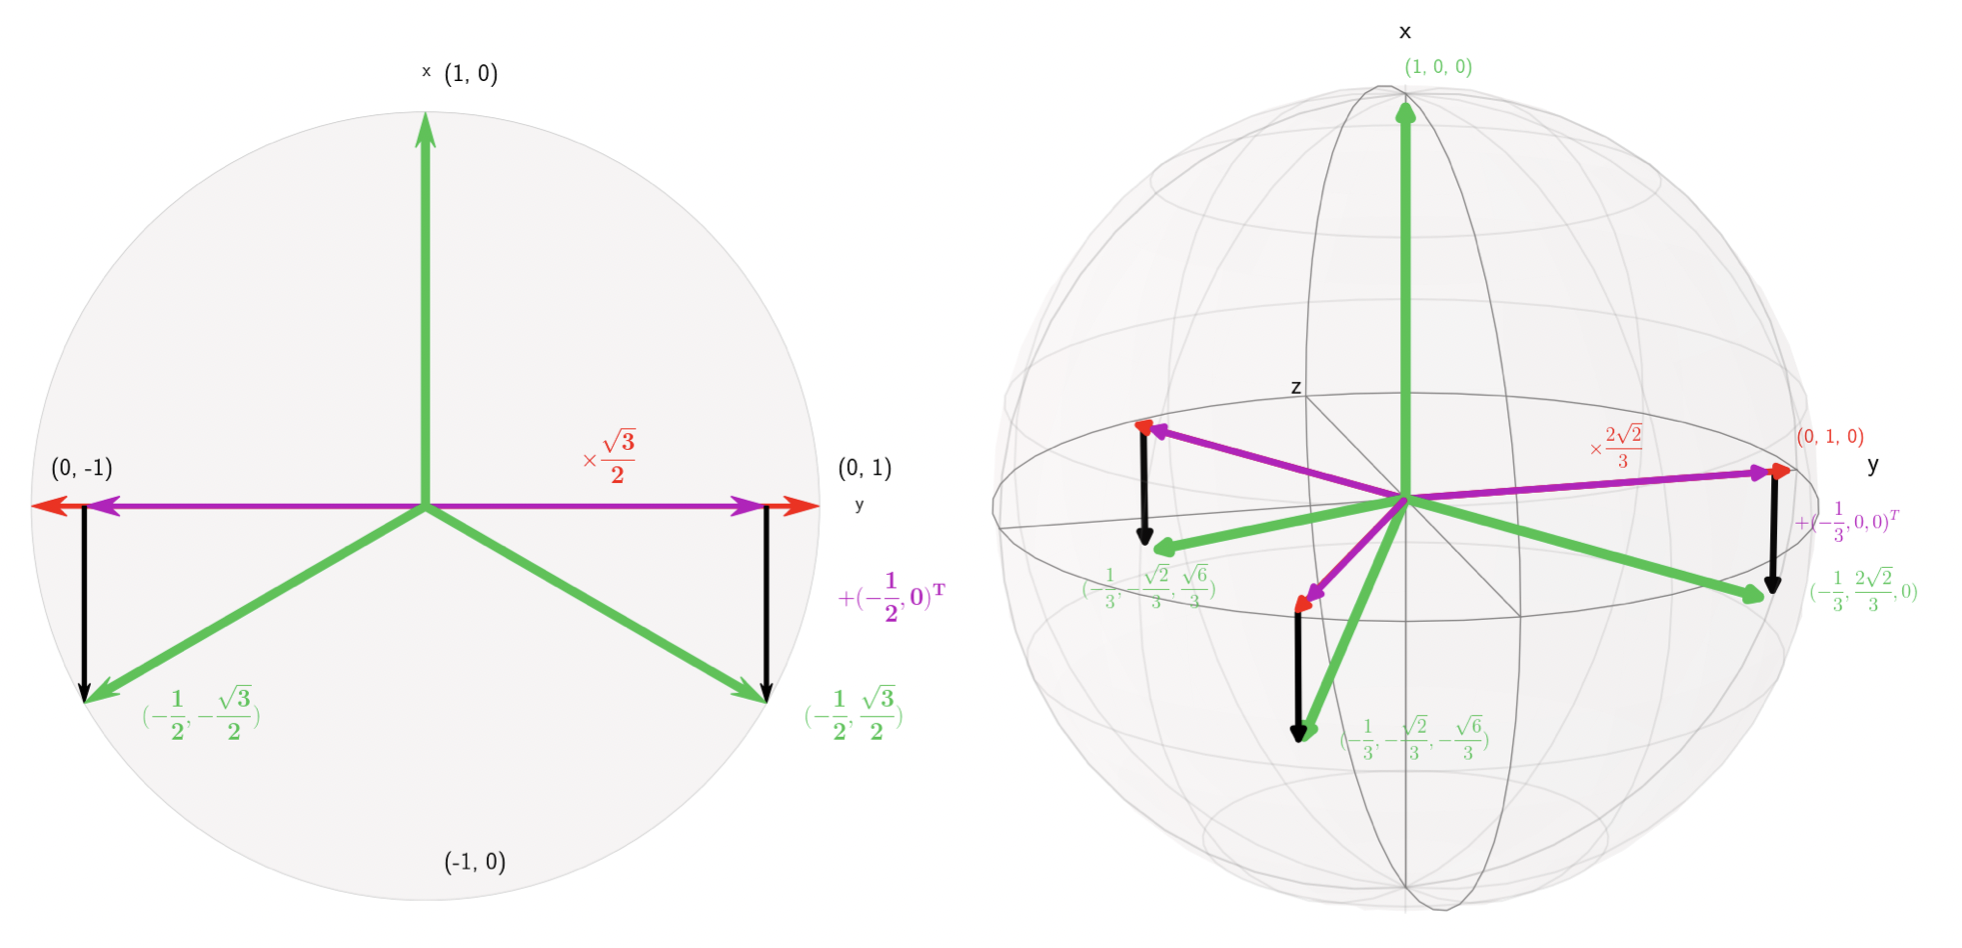 x (1, 0)
×√3/2
(0, -1)
(0, 1)
y
+(−1/2, 0)ᵀ
(−1/2, −√3/2)
(−1/2, √3/2)
(-1, 0)
x
(1, 0, 0)
z
×2√2/3
(0, 1, 0)
y
+(−1/3, 0, 0)ᵀ
(−1/3, −√2/3, √6/3)
(−1/3, 2√2/3, 0)
(−1/3, −√2/3, −√6/3)